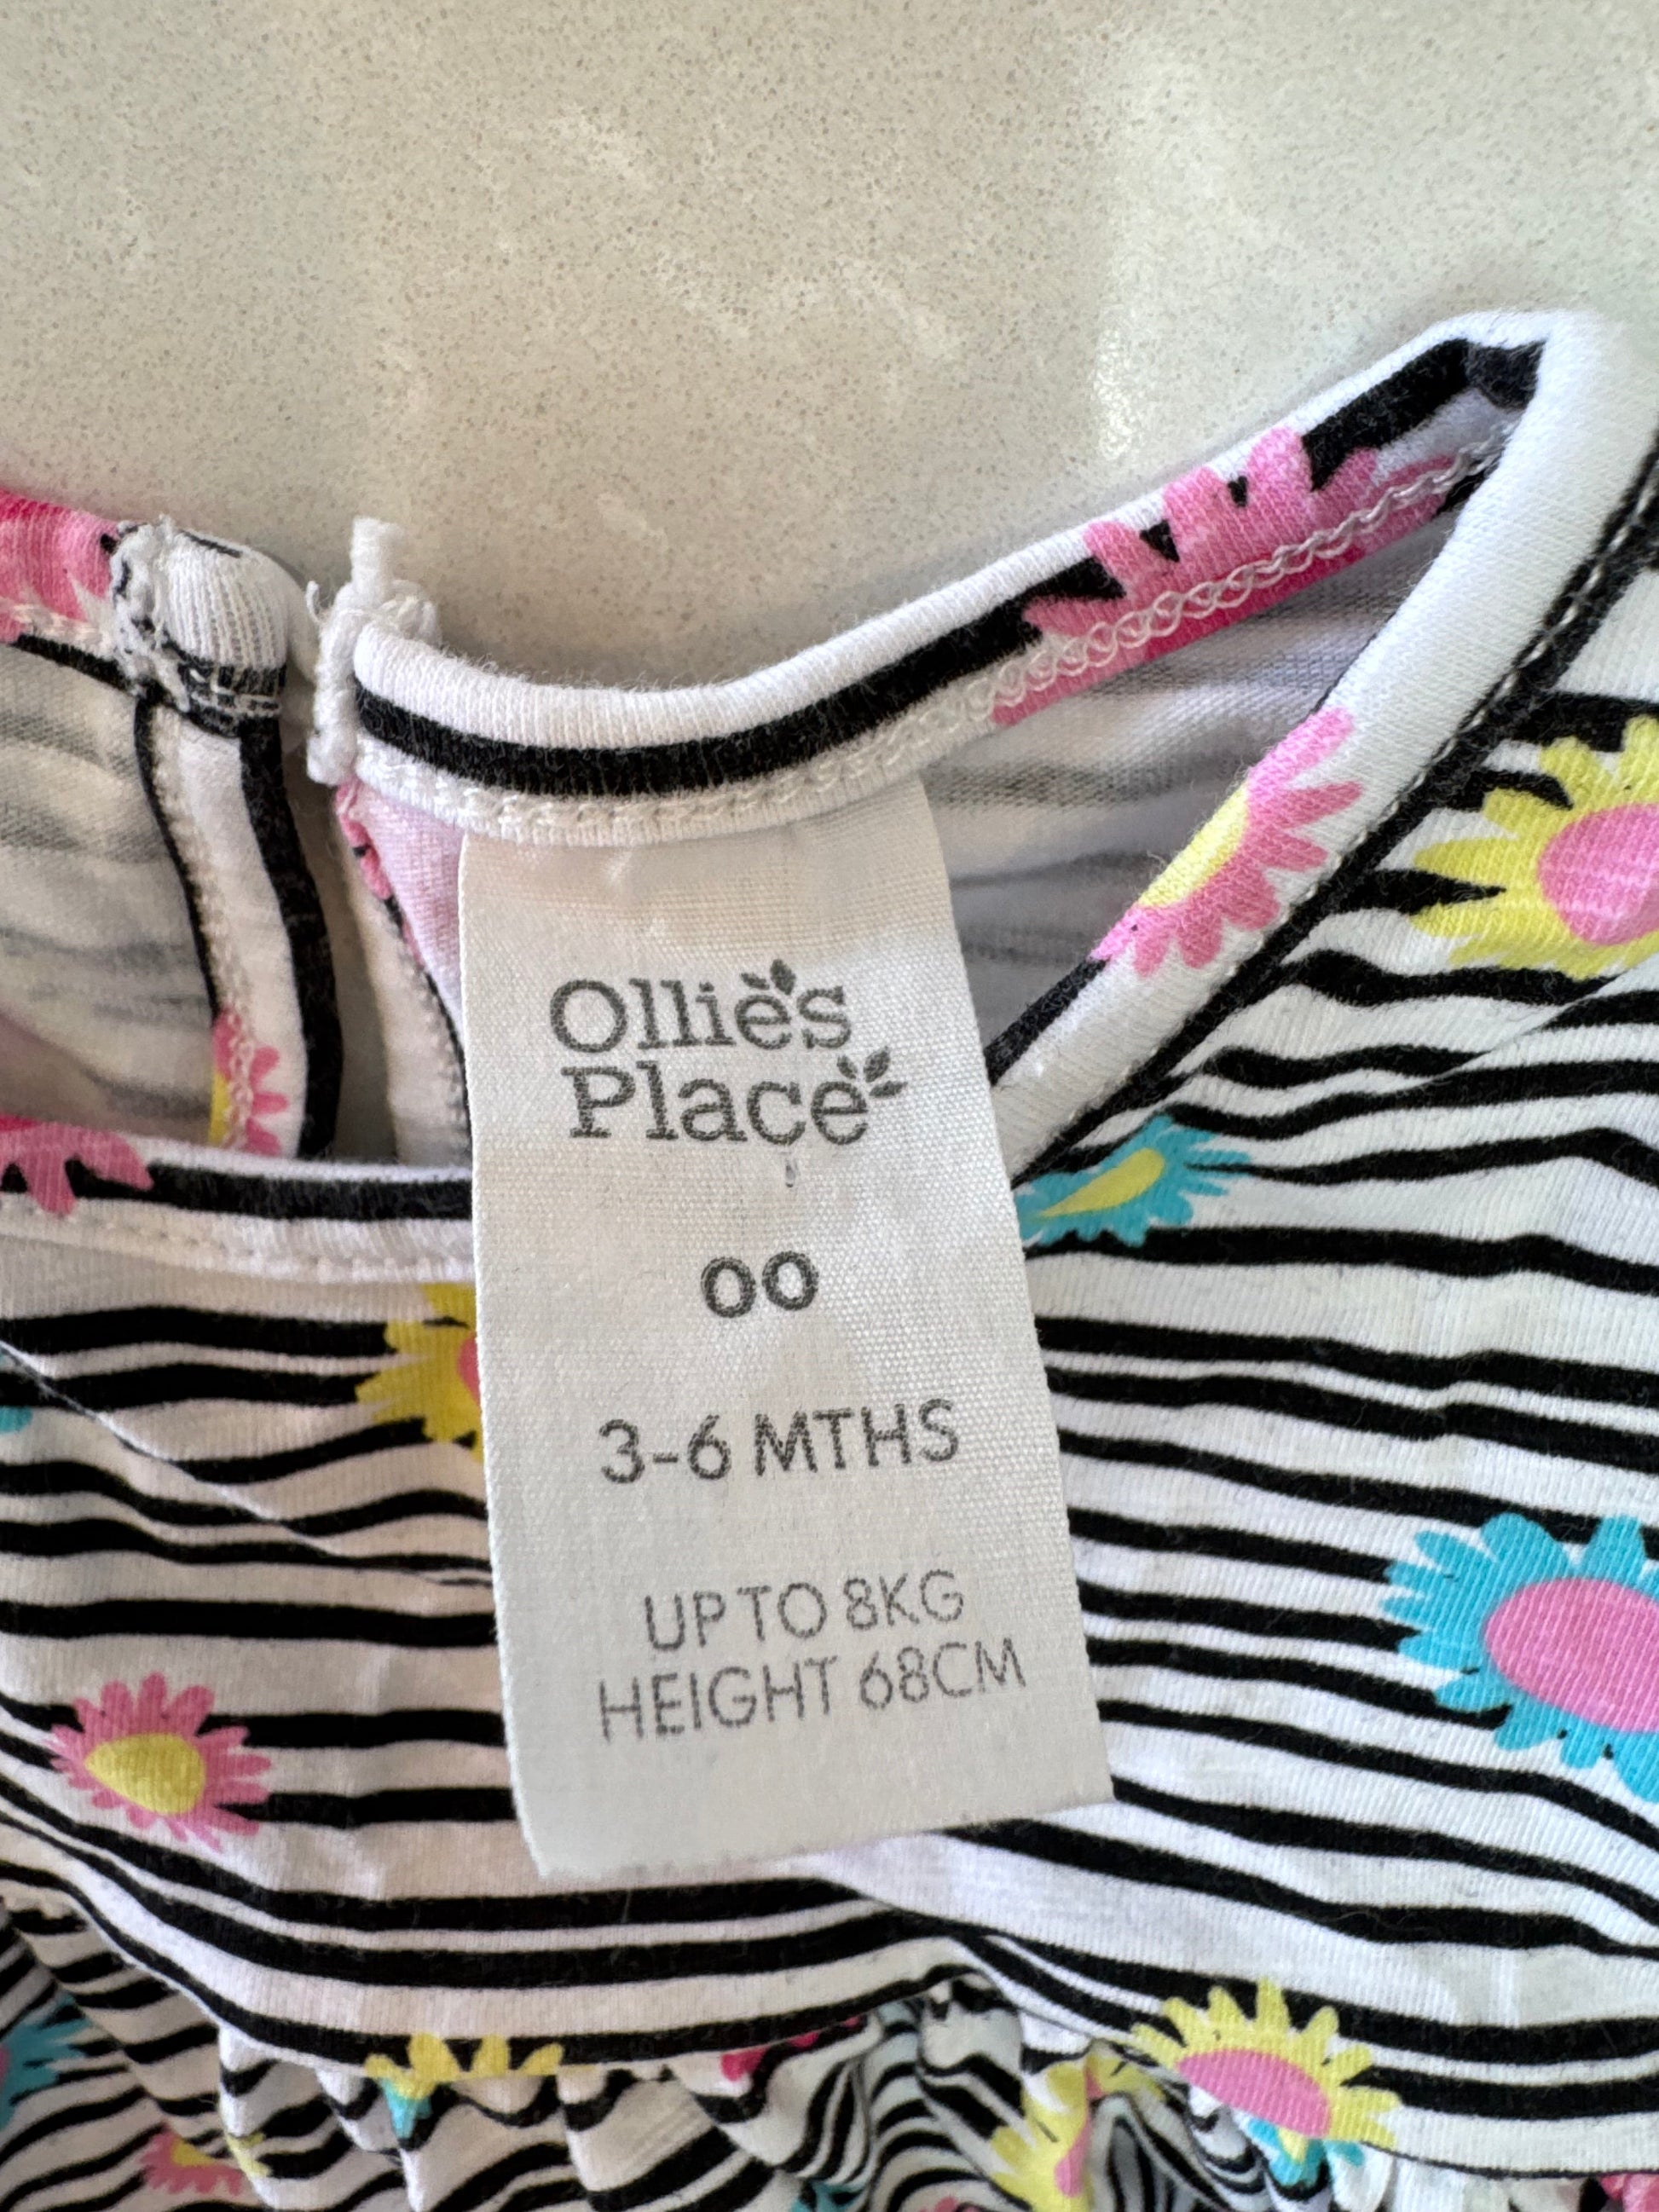 Ollie's
Place
00
3-6 MTHS
UP TO 8KG
HEIGHT 68CM